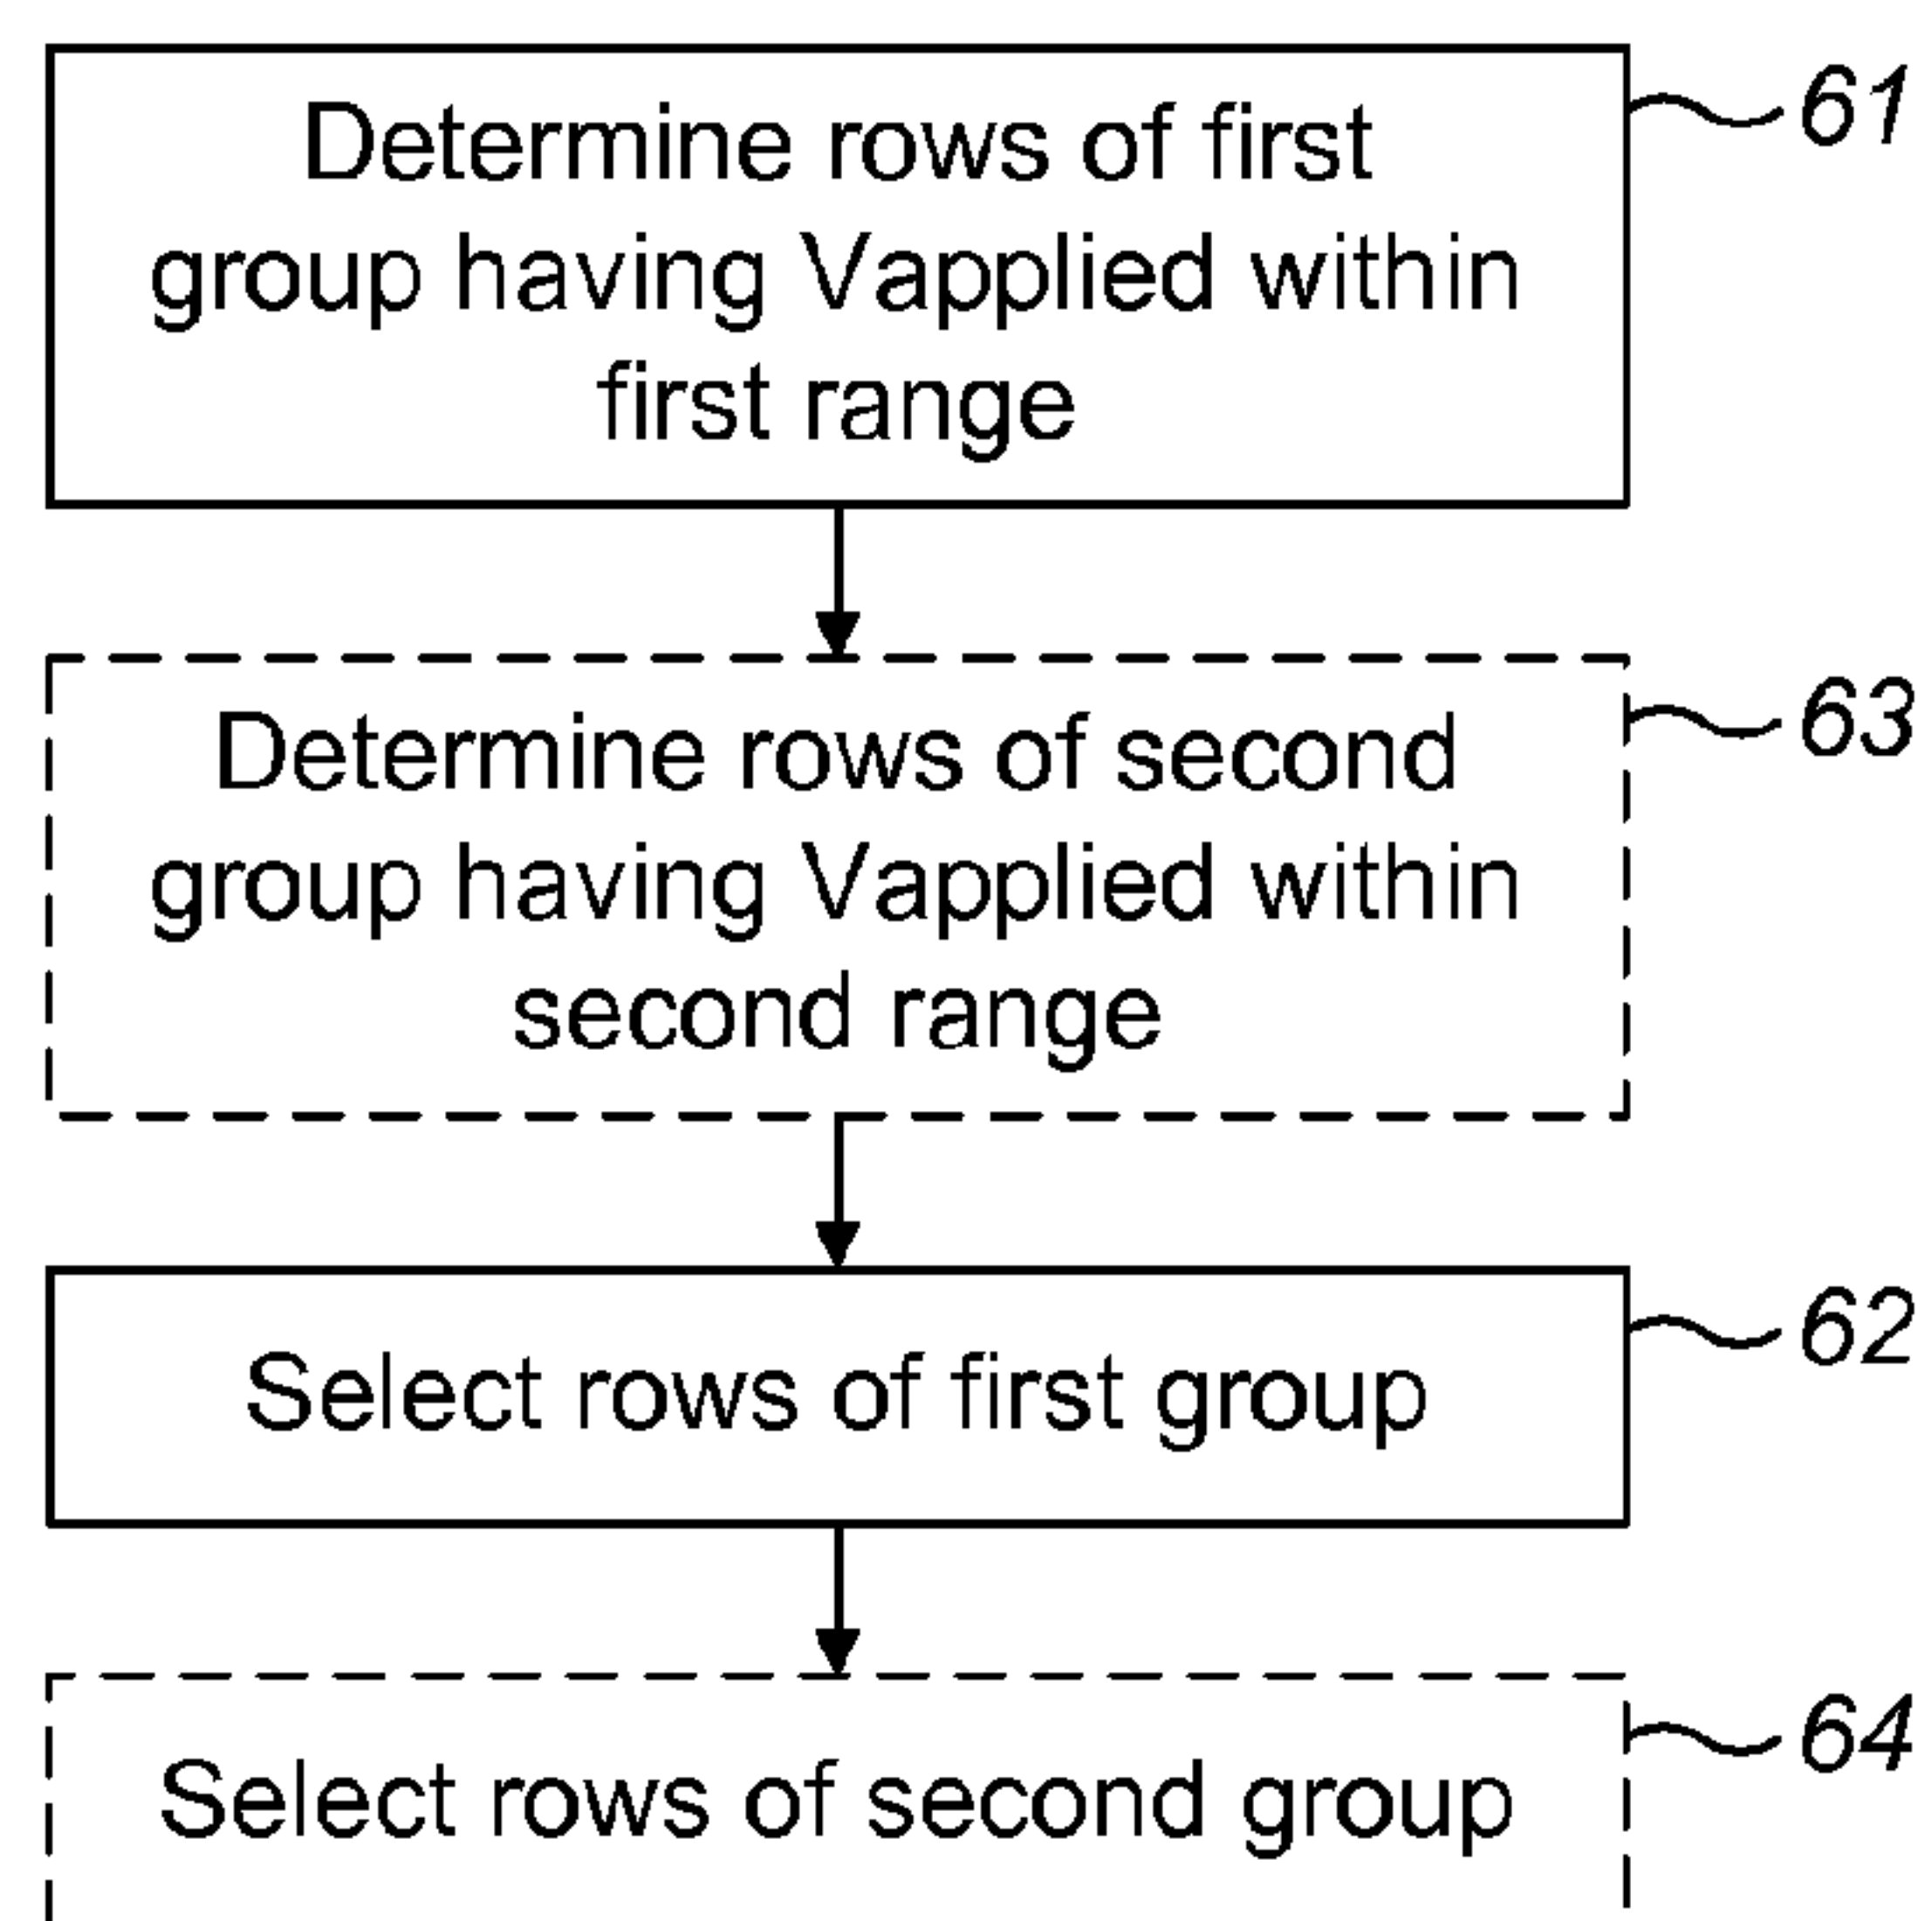 Determine rows of first
group having Vapplied within
first range
61
Determine rows of second
group having Vapplied within
second range
63
Select rows of first group
62
Select rows of second group
64